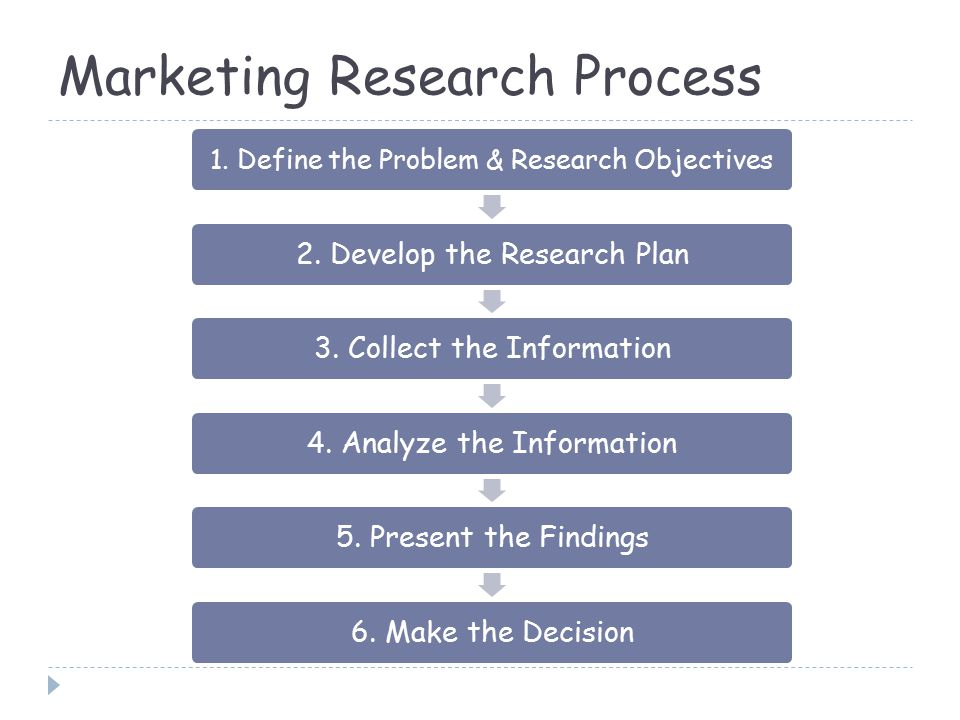 Marketing Research Process
1. Define the Problem & Research Objectives
2. Develop the Research Plan
3. Collect the Information
4. Analyze the Information
5. Present the Findings
6. Make the Decision